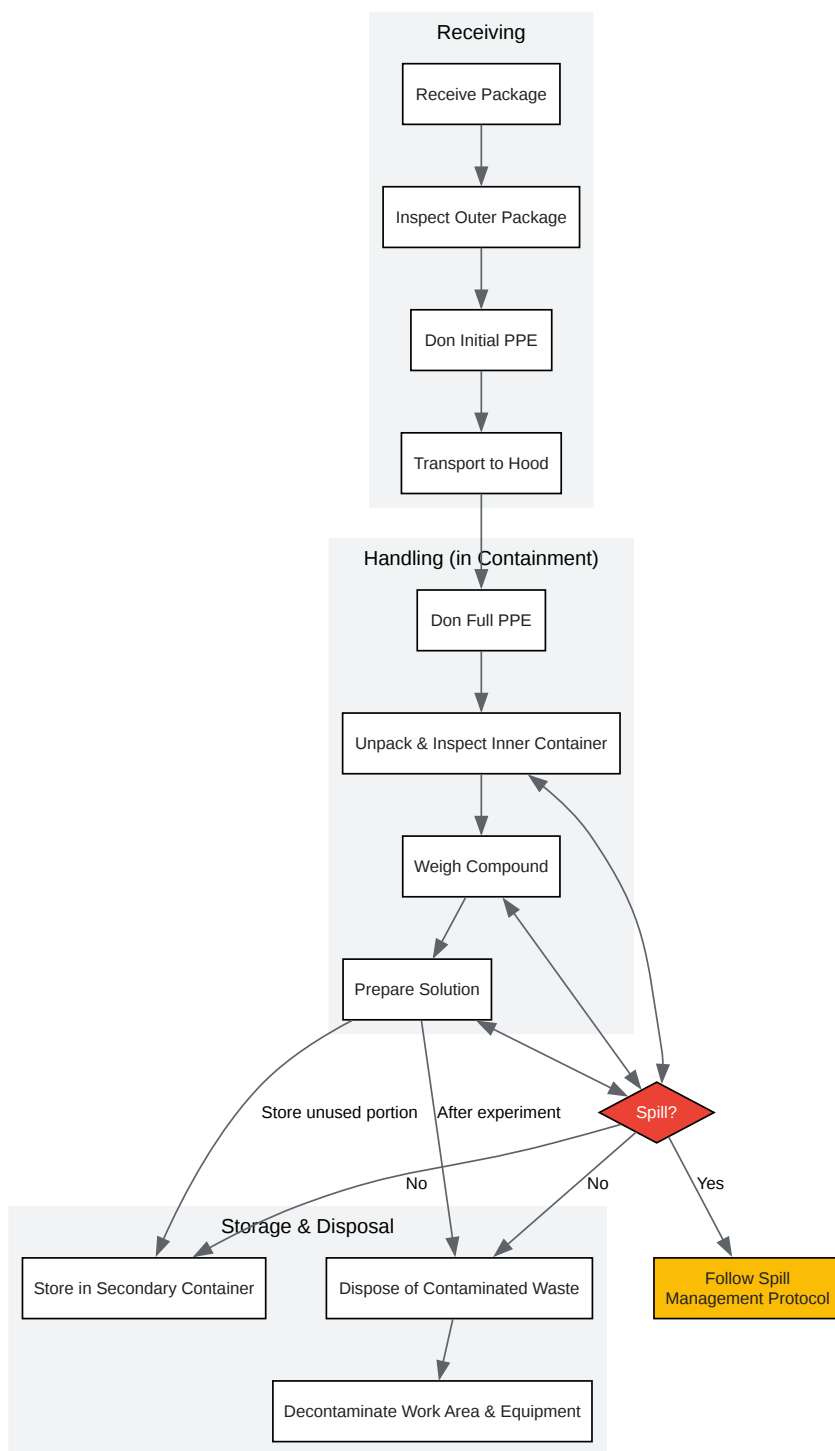 Receiving
Receive Package
Inspect Outer Package
Don Initial PPE
Transport to Hood
Handling (in Containment)
Don Full PPE
Unpack & Inspect Inner Container
Weigh Compound
Prepare Solution
Store unused portion
After experiment
Spill?
No
No
Yes
Storage & Disposal
Store in Secondary Container
Dispose of Contaminated Waste
Follow Spill
Management Protocol
Decontaminate Work Area & Equipment